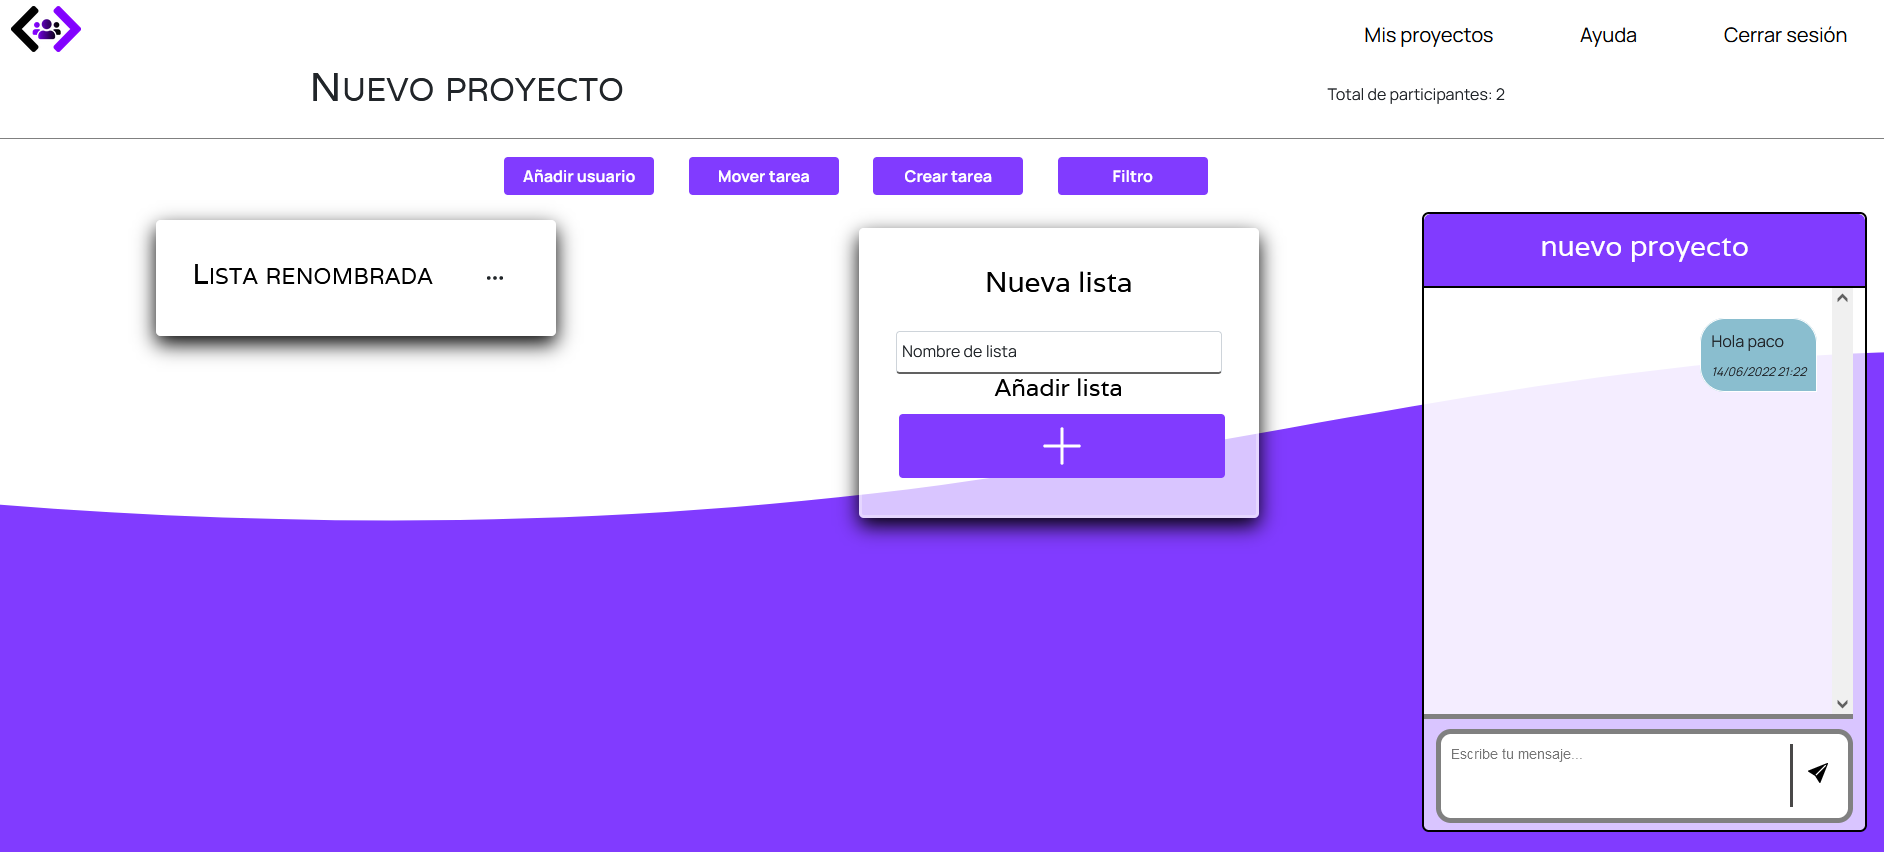 Mis proyectos
Ayuda
Cerrar sesión
Nuevo proyecto
Total de participantes: 2
Añadir usuario
Mover tarea
Crear tarea
Filtro
Lista renombrada
...
Nueva lista
Nombre de lista
Añadir lista
nuevo proyecto
Hola paco
14/06/2022 21:22
Escribe tu mensaje...